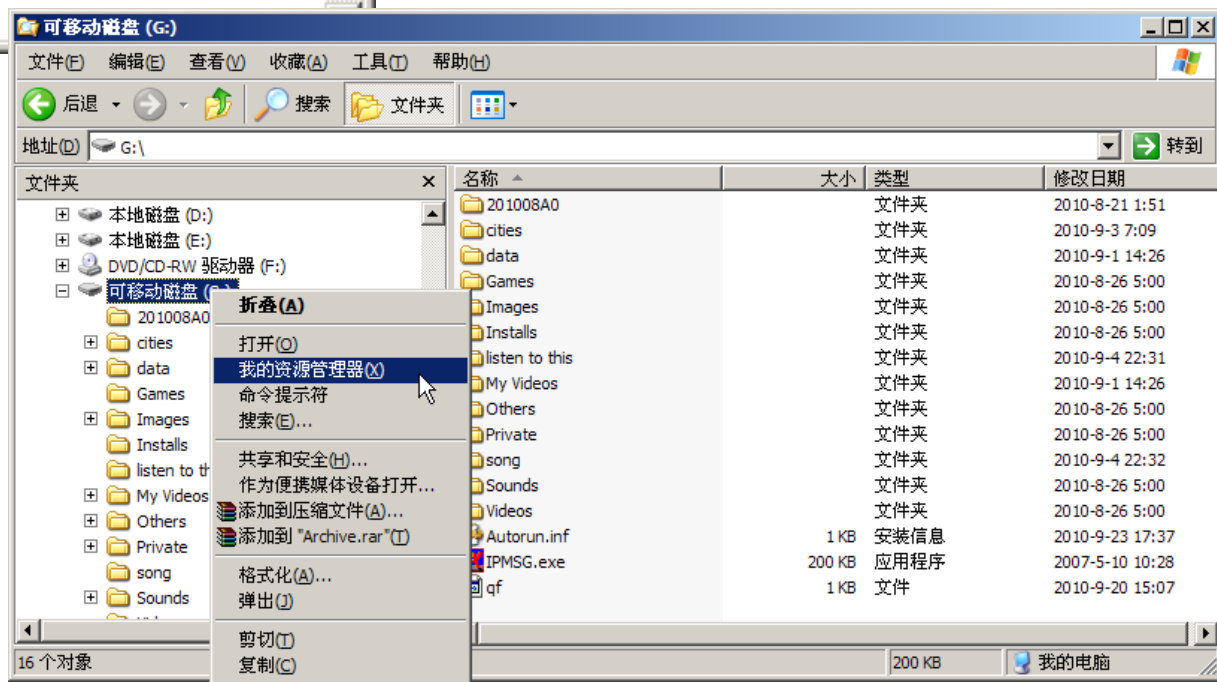 可移动磁盘 (G:)
文件(F) 编辑(E) 查看(V) 收藏(A) 工具(T) 帮助(H)
后退 搜索 文件夹
地址(D) G:\ 转到
文件夹
本地磁盘 (D:)
本地磁盘 (E:)
DVD/CD-RW 驱动器 (F:)
可移动磁盘
201008A0
cities
data
Games
Images
Installs
listen to th
My Videos
Others
Private
song
Sounds
折叠(A)
打开(O)
我的资源管理器(X)
命令提示符
搜索(E)...
共享和安全(H)...
作为便携媒体设备打开...
添加到压缩文件(A)...
添加到 "Archive.rar"(T)
格式化(A)...
弹出(J)
剪切(T)
复制(C)
名称 大小 类型 修改日期
201008A0 文件夹 2010-8-21 1:51
cities 文件夹 2010-9-3 7:09
data 文件夹 2010-9-1 14:26
Games 文件夹 2010-8-26 5:00
Images 文件夹 2010-8-26 5:00
Installs 文件夹 2010-8-26 5:00
listen to this 文件夹 2010-9-4 22:31
My Videos 文件夹 2010-9-1 14:26
Others 文件夹 2010-8-26 5:00
Private 文件夹 2010-8-26 5:00
song 文件夹 2010-9-4 22:32
Sounds 文件夹 2010-8-26 5:00
Videos 文件夹 2010-8-26 5:00
Autorun.inf 1 KB 安装信息 2010-9-23 17:37
IPMSG.exe 200 KB 应用程序 2007-5-10 10:28
qf 1 KB 文件 2010-9-20 15:07
16 个对象 200 KB 我的电脑